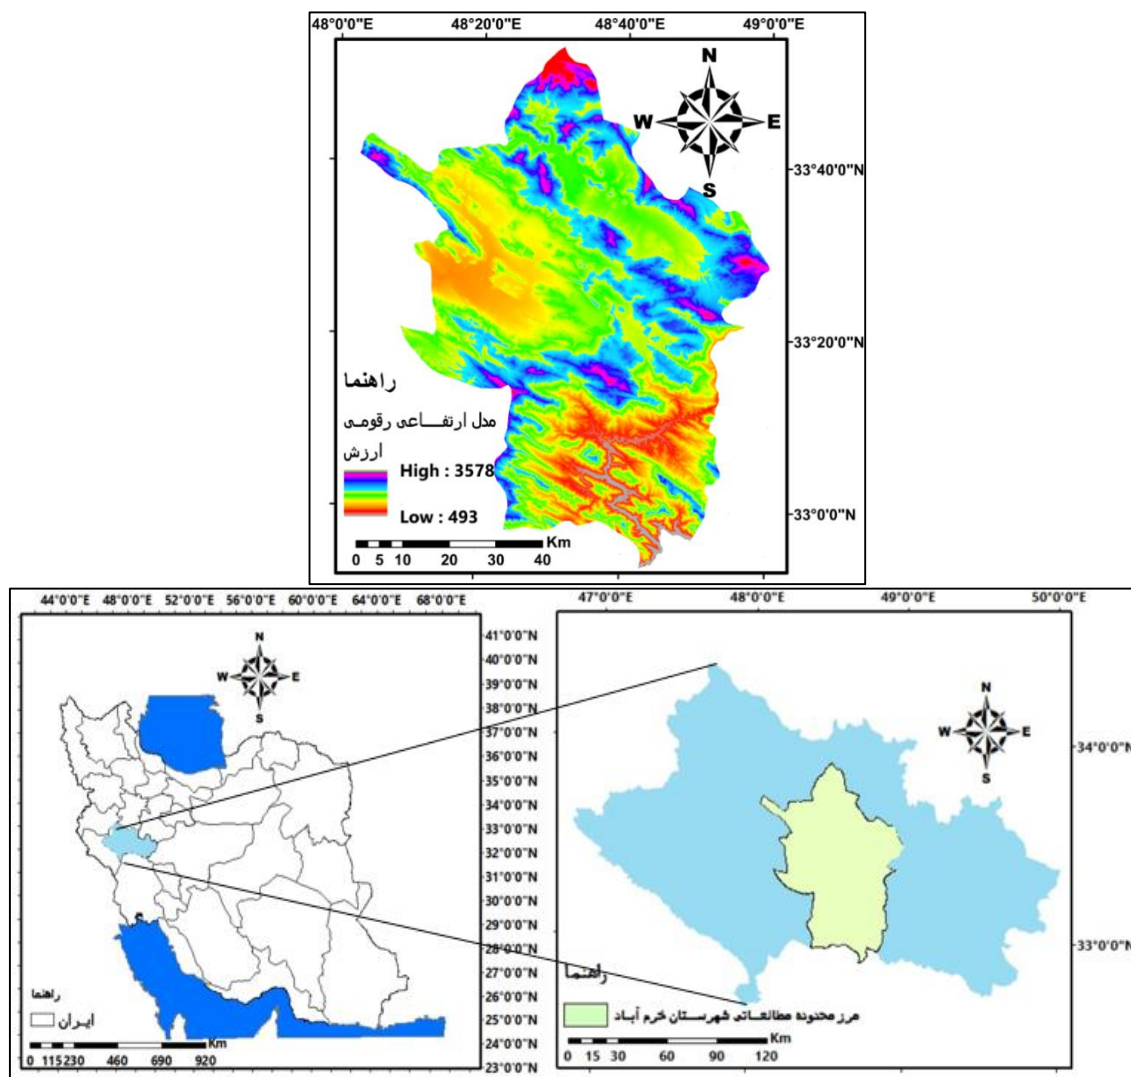 48°0'0"E 48°20'0"E 48°40'0"E 49°0'0"E
N
W E
S
33°40'0"N
33°20'0"N
33°0'0"N
راهنما
مدل ارتفاعی رقومی
ارزش
High : 3578
Low : 493
Km
0 5 10 20 30 40
44°0'0"E 48°0'0"E 52°0'0"E 56°0'0"E 60°0'0"E 64°0'0"E 68°0'0"E
41°0'0"N
40°0'0"N
39°0'0"N
38°0'0"N
37°0'0"N
36°0'0"N
35°0'0"N
34°0'0"N
33°0'0"N
32°0'0"N
31°0'0"N
30°0'0"N
29°0'0"N
28°0'0"N
27°0'0"N
26°0'0"N
25°0'0"N
24°0'0"N
23°0'0"N
N
W E
S
راهنما
ایران
Km
0 115 230 460 690 920
47°0'0"E 48°0'0"E 49°0'0"E 50°0'0"E
N
W E
S
34°0'0"N
33°0'0"N
راهنما
مرز محدوده مطالعاتی شهرستان خرم آباد
Km
0 15 30 60 90 120